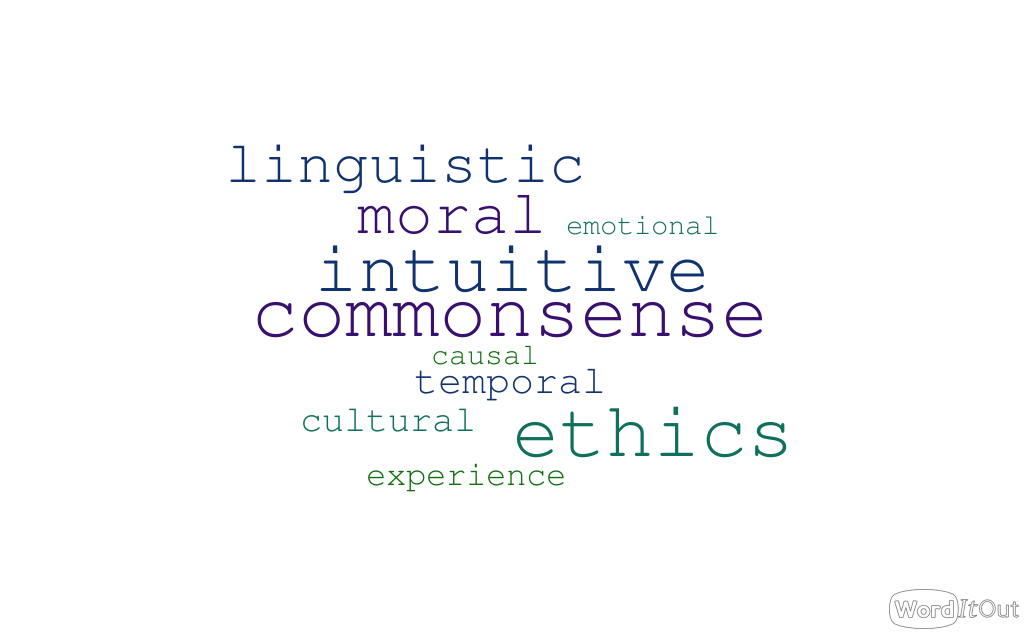 linguistic
moral
emotional
intuitive
commonsense
causal
temporal
cultural
ethics
experience
WordItOut